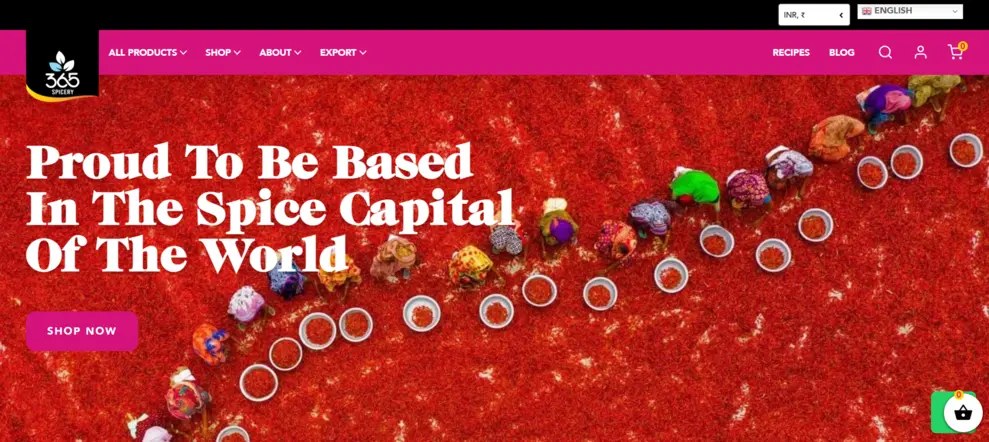 INR, ₹
ENGLISH
365
SPICERY
ALL PRODUCTS
SHOP
ABOUT
EXPORT
RECIPES
BLOG
0
Proud To Be Based
In The Spice Capital
Of The World
SHOP NOW
0